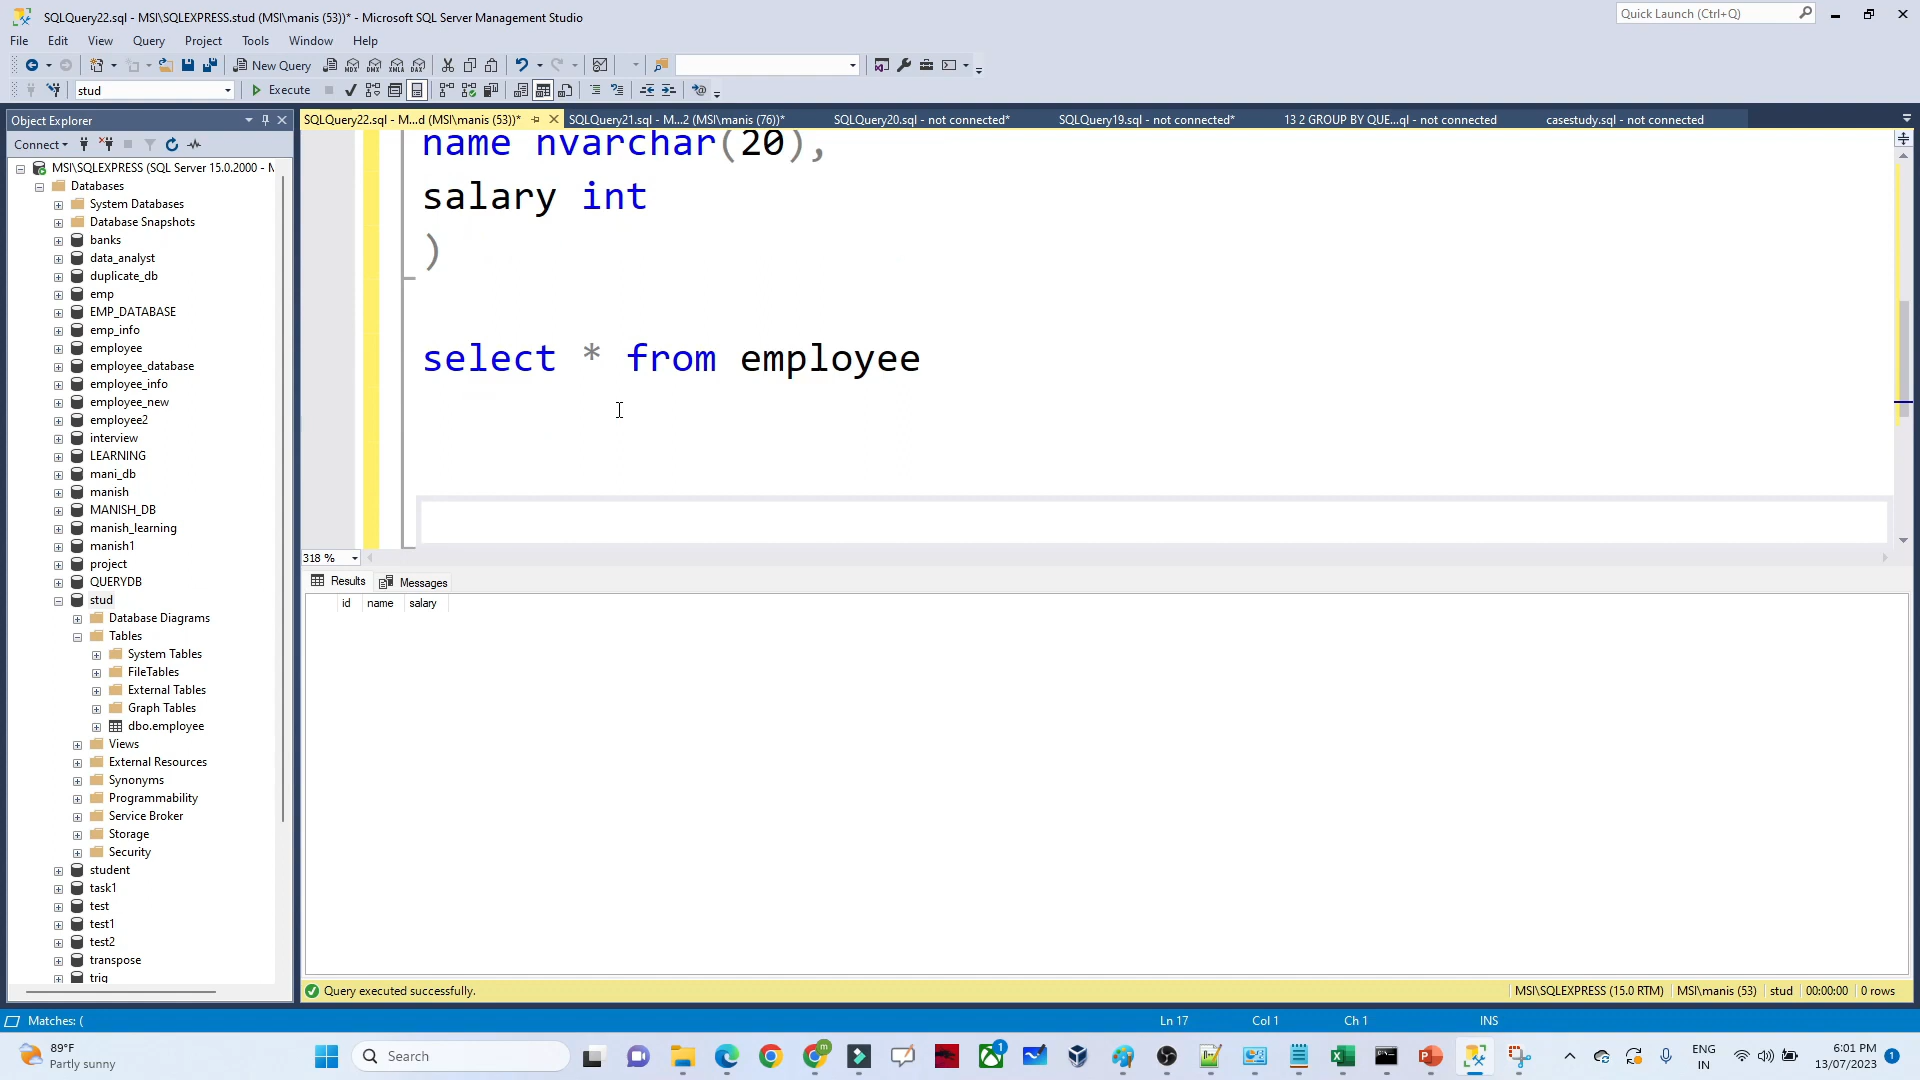 SQLQuery22.sql - MSI\SQLEXPRESS.stud (MSI\manis (53))* - Microsoft SQL Server Management Studio
Quick Launch (Ctrl+Q)
File Edit View Query Project Tools Window Help
New Query
MDX DMX XMLA DAX
stud
Execute
Object Explorer
SQLQuery22.sql - M...d (MSI\manis (53))*
SQLQuery21.sql - M...2 (MSI\manis (76))*
SQLQuery20.sql - not connected*
SQLQuery19.sql - not connected*
13 2 GROUP BY QUE...ql - not connected
casestudy.sql - not connected
Connect
MSI\SQLEXPRESS (SQL Server 15.0.2000 - M
Databases
System Databases
Database Snapshots
banks
data_analyst
duplicate_db
emp
EMP_DATABASE
emp_info
employee
employee_database
employee_info
employee_new
employee2
interview
LEARNING
mani_db
manish
MANISH_DB
manish_learning
manish1
project
QUERYDB
stud
Database Diagrams
Tables
System Tables
FileTables
External Tables
Graph Tables
dbo.employee
Views
External Resources
Synonyms
Programmability
Service Broker
Storage
Security
student
task1
test
test1
test2
transpose
trig
name nvarchar(20),
salary int
)
select * from employee
318 %
Results Messages
id name salary
Query executed successfully.
MSI\SQLEXPRESS (15.0 RTM) MSI\manis (53) stud 00:00:00 0 rows
Matches: (
Ln 17 Col 1 Ch 1 INS
89°F
Partly sunny
Search
m
1
ENG
IN
6:01 PM
13/07/2023
1